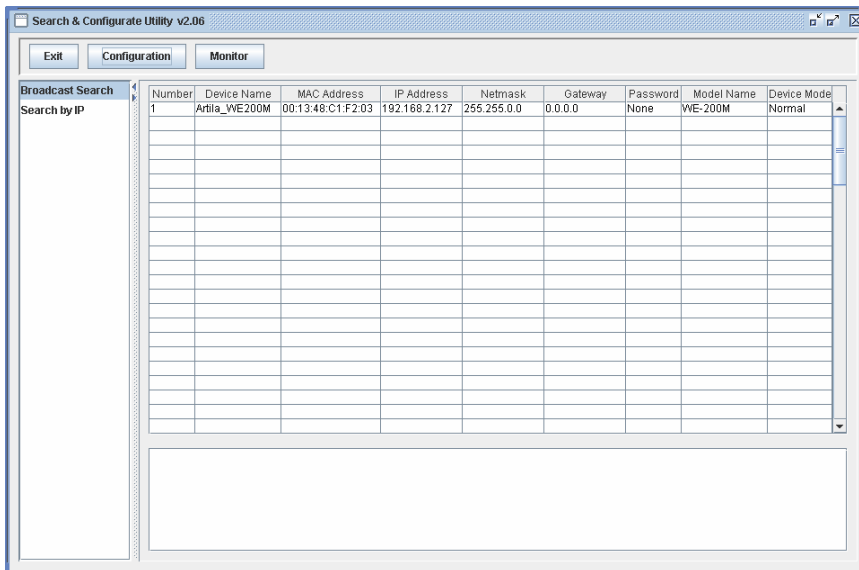 Search & Configurate Utility v2.06
Exit Configuration Monitor
Broadcast Search
Search by IP
Number Device Name MAC Address IP Address Netmask Gateway Password Model Name Device Mode
1 Artila_WE200M 00:13:48:C1:F2:03 192.168.2.127 255.255.0.0 0.0.0.0 None WE-200M Normal